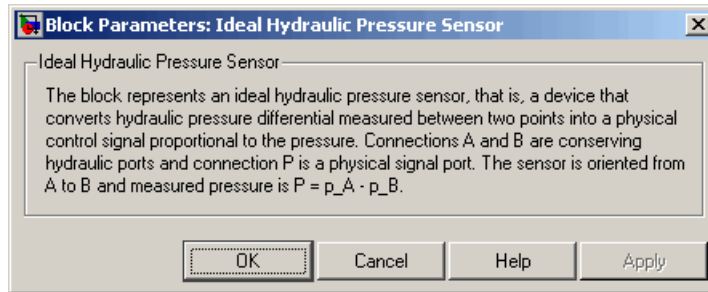 Block Parameters: Ideal Hydraulic Pressure Sensor
Ideal Hydraulic Pressure Sensor
The block represents an ideal hydraulic pressure sensor, that is, a device that
converts hydraulic pressure differential measured between two points into a physical
control signal proportional to the pressure. Connections A and B are conserving
hydraulic ports and connection P is a physical signal port. The sensor is oriented from
A to B and measured pressure is P = p_A - p_B.
OK Cancel Help Apply